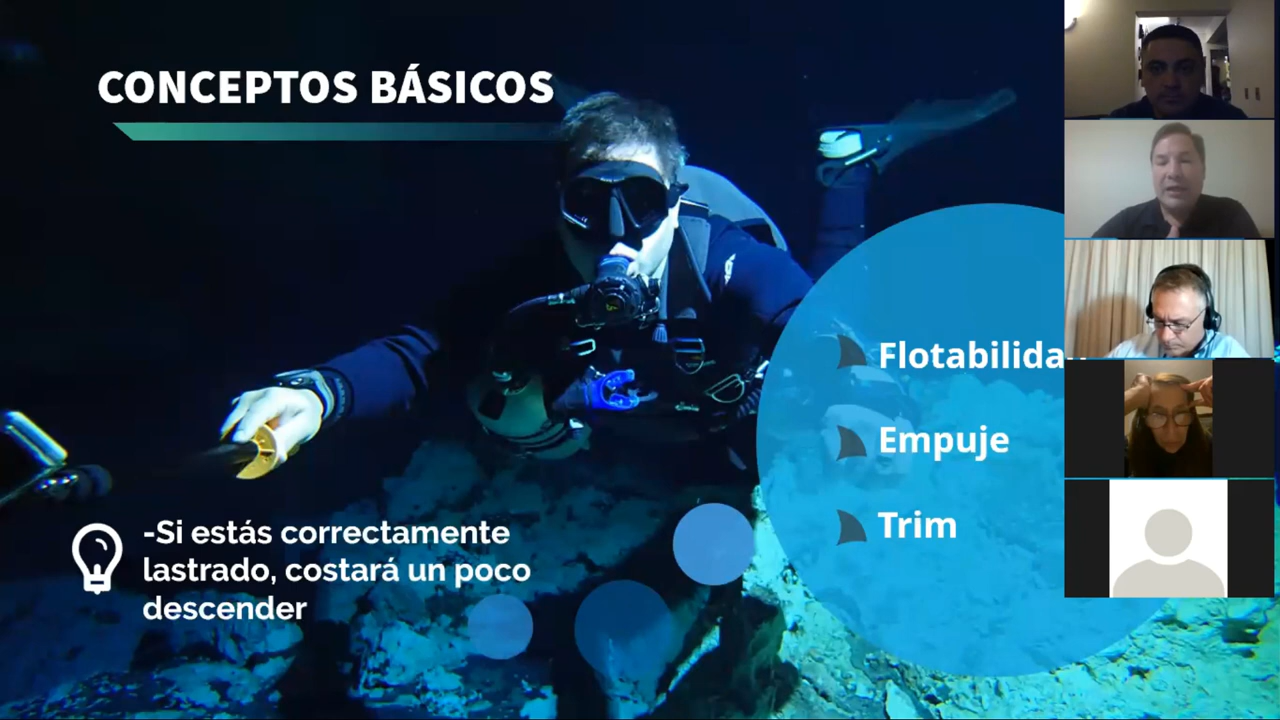 CONCEPTOS BÁSICOS
Flotabilida
Empuje
Trim
-Si estás correctamente
lastrado, costará un poco
descender